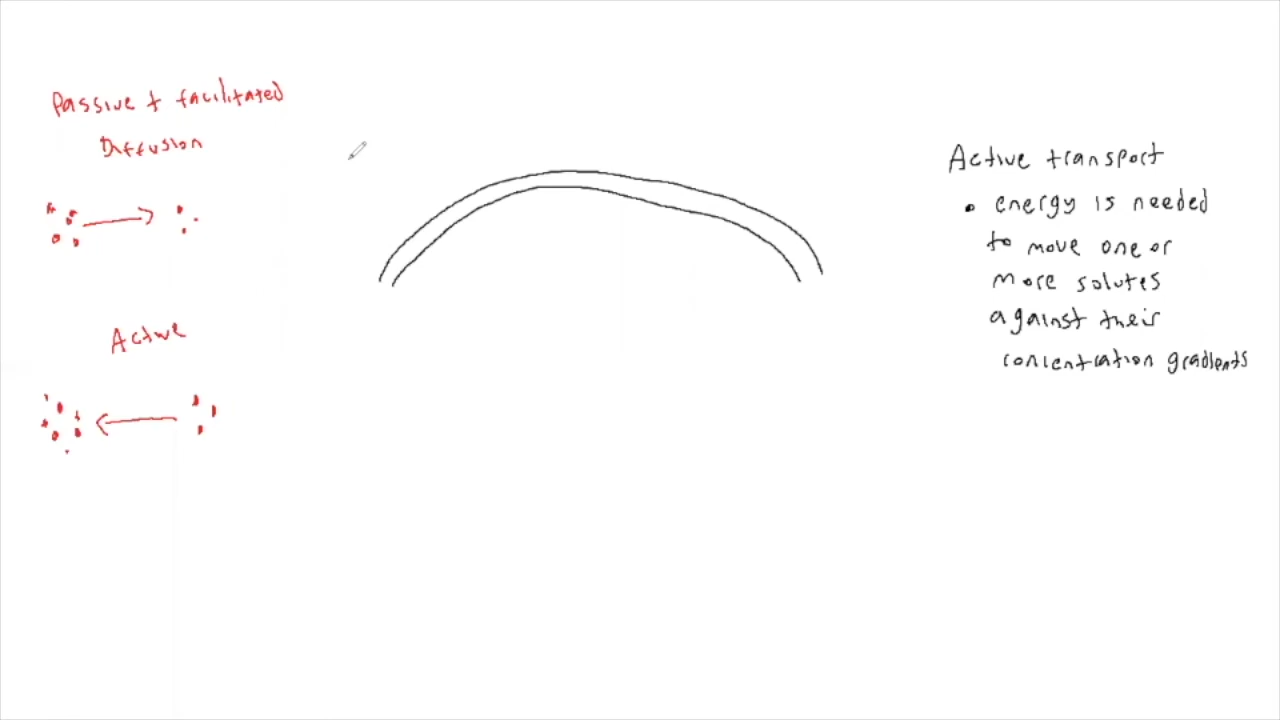 Passive + facilitated
Diffusion
Active
Active transport
• energy is needed
to move one or
more solutes
against their
concentration gradients